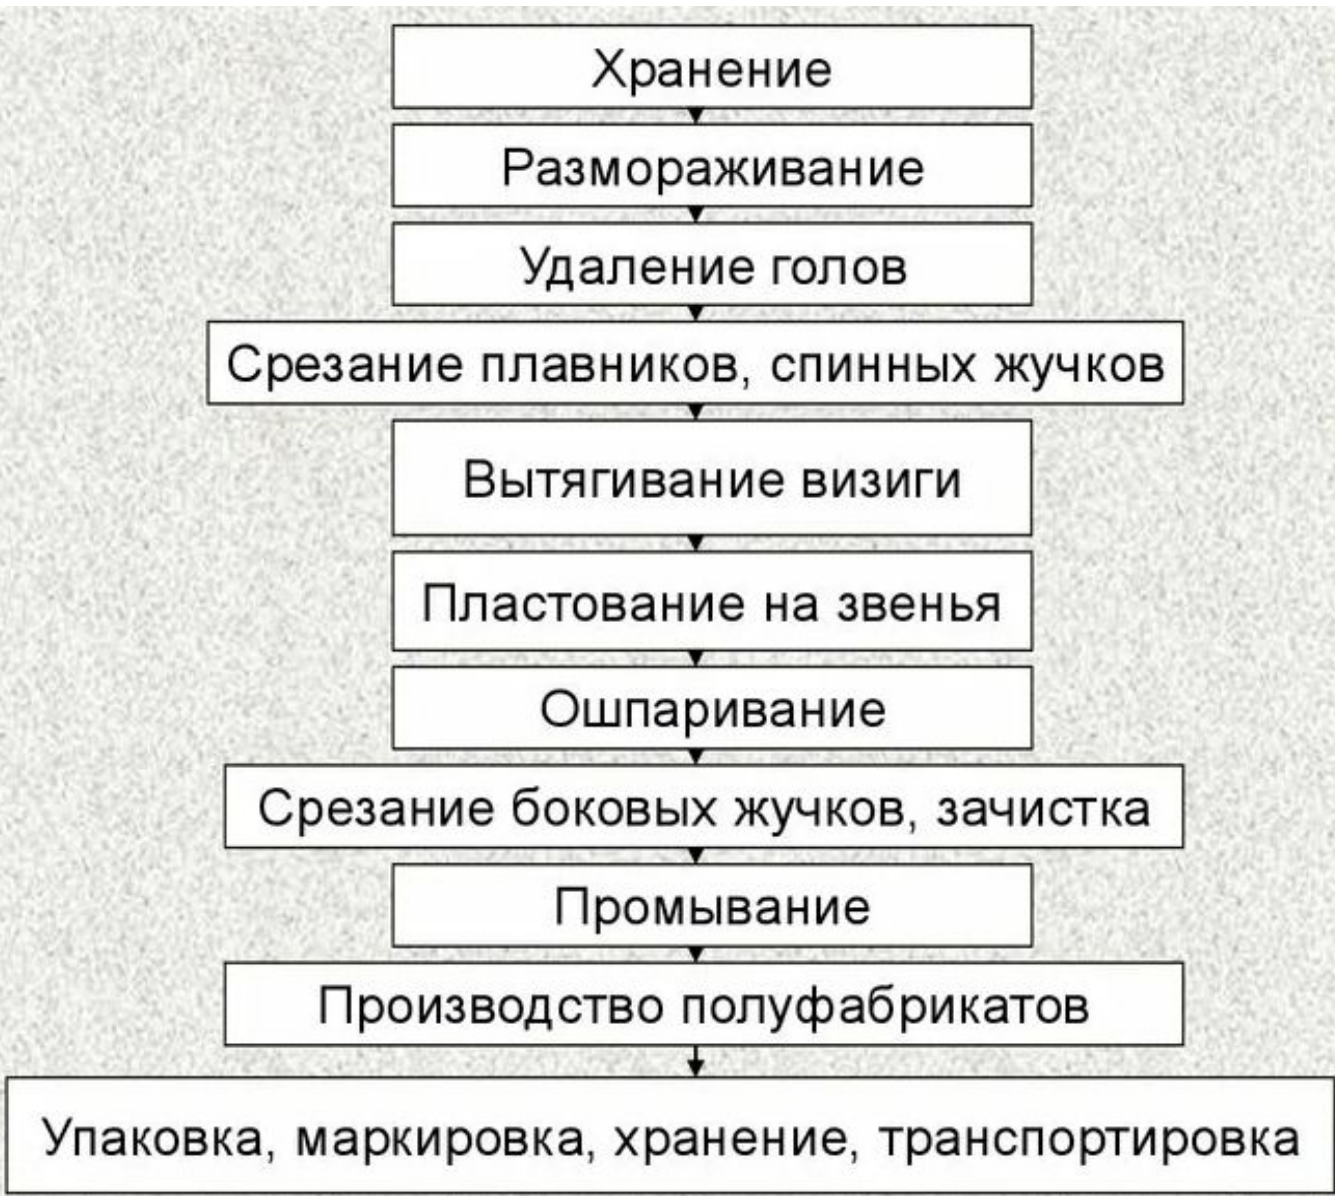 Хранение
Размораживание
Удаление голов
Срезание плавников, спинных жучков
Вытягивание визиги
Пластование на звенья
Ошпаривание
Срезание боковых жучков, зачистка
Промывание
Производство полуфабрикатов
Упаковка, маркировка, хранение, транспортировка